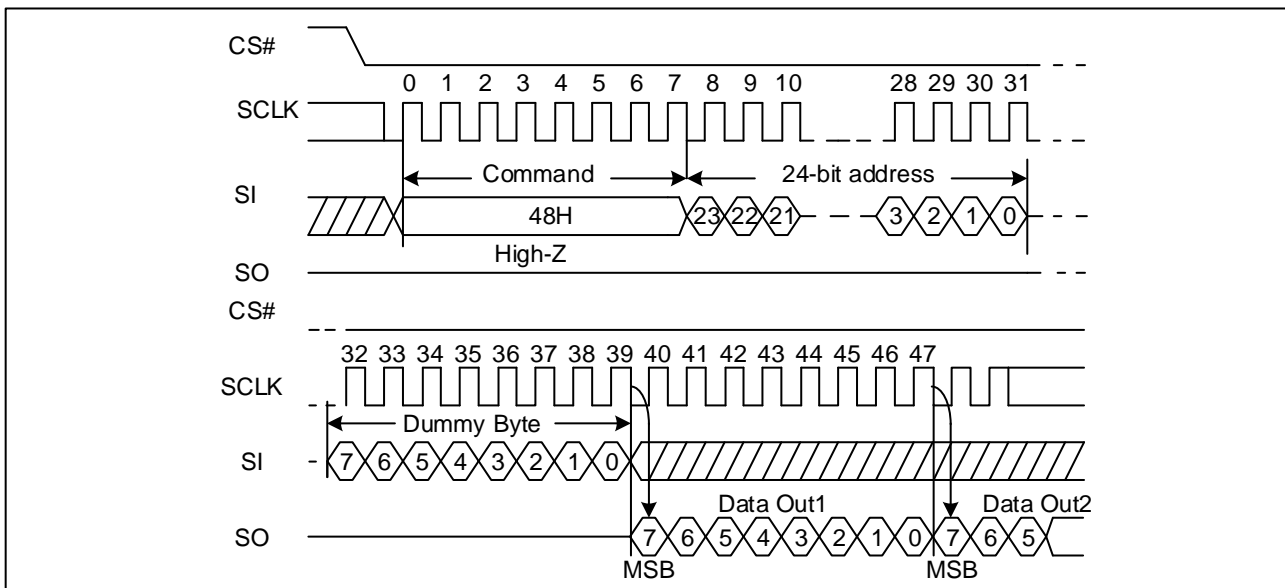 CS#
0 1 2 3 4 5 6 7 8 9 10 28 29 30 31
SCLK
Command 24-bit address
SI
48H 23 22 21 3 2 1 0
High-Z
SO
CS#
32 33 34 35 36 37 38 39 40 41 42 43 44 45 46 47
SCLK
Dummy Byte
SI 7 6 5 4 3 2 1 0
Data Out1 Data Out2
SO 7 6 5 4 3 2 1 0 7 6 5
MSB MSB